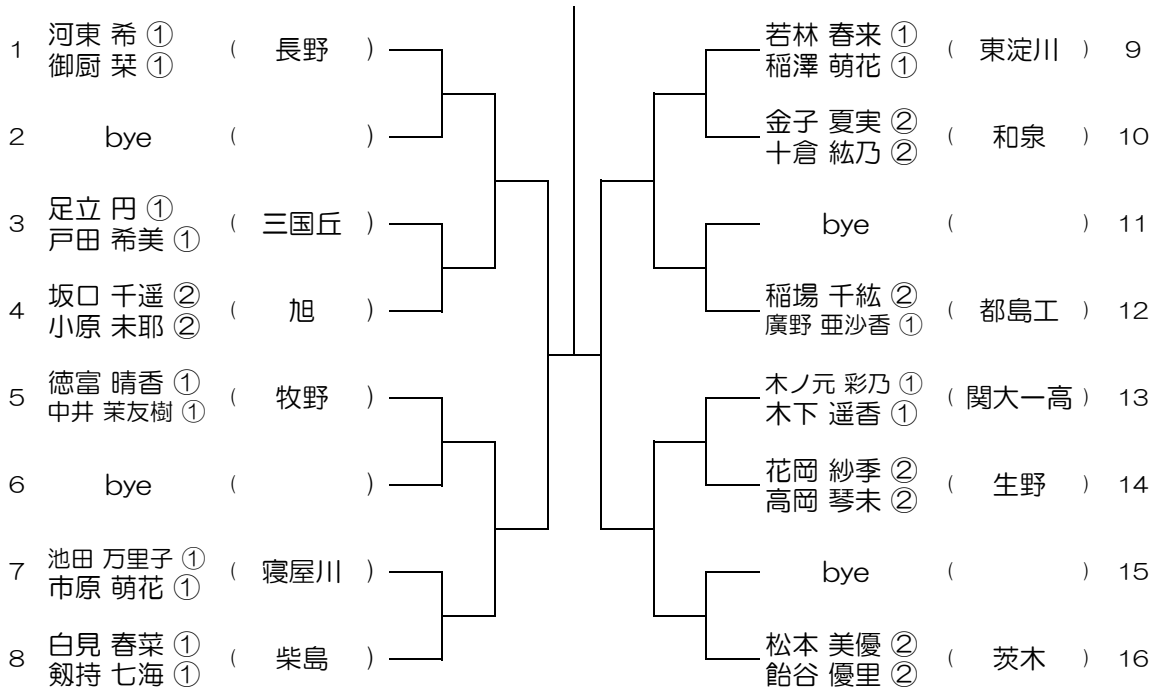 1 河東 希 ① ( 長野 )
御厨 栞 ①
2 bye ( )
3 足立 円 ① ( 三国丘 )
戸田 希美 ①
4 坂口 千遥 ② ( 旭 )
小原 未耶 ②
5 徳富 晴香 ① ( 牧野 )
中井 茉友樹 ①
6 bye ( )
7 池田 万里子 ① ( 寝屋川 )
市原 萌花 ①
8 白見 春菜 ① ( 柴島 )
剱持 七海 ①
若林 春来 ① ( 東淀川 ) 9
稲澤 萌花 ①
金子 夏実 ② ( 和泉 ) 10
十倉 紘乃 ②
bye ( ) 11
稲場 千紘 ② ( 都島工 ) 12
廣野 亜沙香 ①
木ノ元 彩乃 ① ( 関大一高 ) 13
木下 遥香 ①
花岡 紗季 ② ( 生野 ) 14
高岡 琴未 ②
bye ( ) 15
松本 美優 ② ( 茨木 ) 16
飴谷 優里 ②